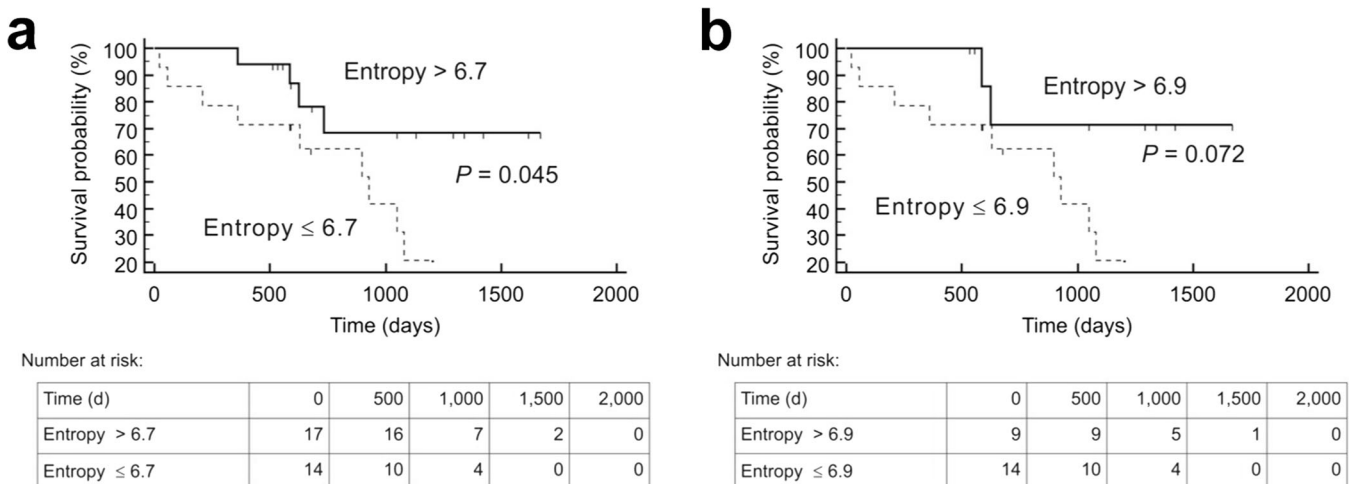 a
Survival probability (%)
100
90
80
70
60
50
40
30
20
Entropy > 6.7
P = 0.045
Entropy ≤ 6.7
0 500 1000 1500 2000
Time (days)
Number at risk:
Time (d) 0 500 1,000 1,500 2,000
Entropy > 6.7 17 16 7 2 0
Entropy ≤ 6.7 14 10 4 0 0
b
Survival probability (%)
100
90
80
70
60
50
40
30
20
Entropy > 6.9
P = 0.072
Entropy ≤ 6.9
0 500 1000 1500 2000
Time (days)
Number at risk:
Time (d) 0 500 1,000 1,500 2,000
Entropy > 6.9 9 9 5 1 0
Entropy ≤ 6.9 14 10 4 0 0